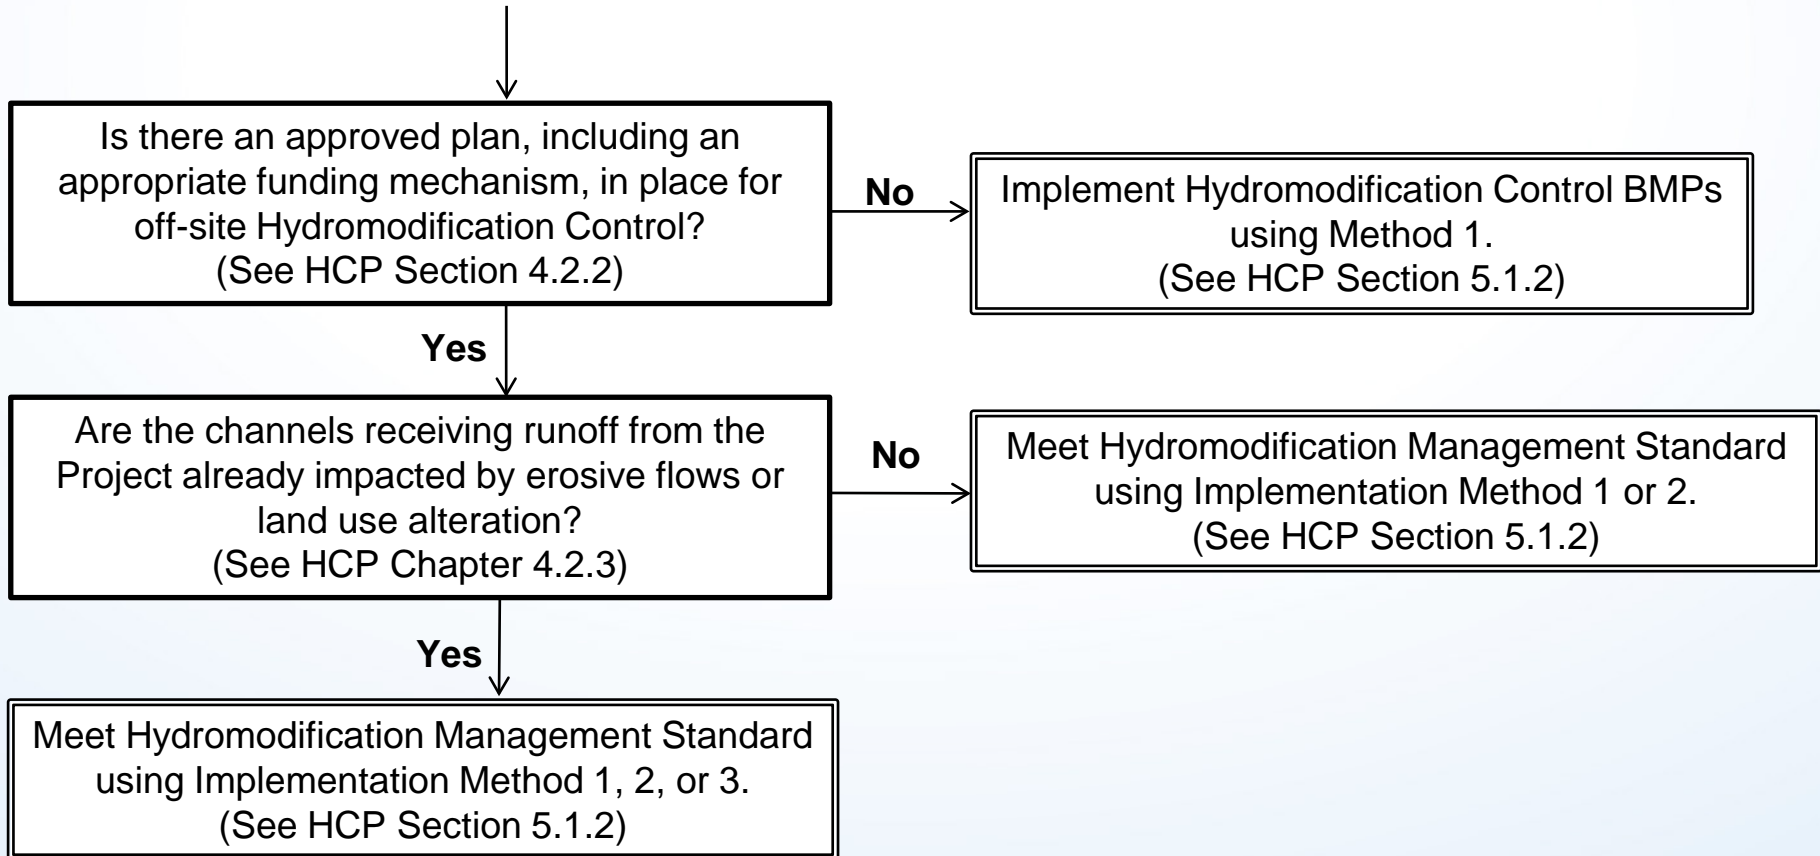 Is there an approved plan, including an
appropriate funding mechanism, in place for
off-site Hydromodification Control?
(See HCP Section 4.2.2)
No
Implement Hydromodification Control BMPs
using Method 1.
(See HCP Section 5.1.2)
Yes
Are the channels receiving runoff from the
Project already impacted by erosive flows or
land use alteration?
(See HCP Chapter 4.2.3)
No
Meet Hydromodification Management Standard
using Implementation Method 1 or 2.
(See HCP Section 5.1.2)
Yes
Meet Hydromodification Management Standard
using Implementation Method 1, 2, or 3.
(See HCP Section 5.1.2)